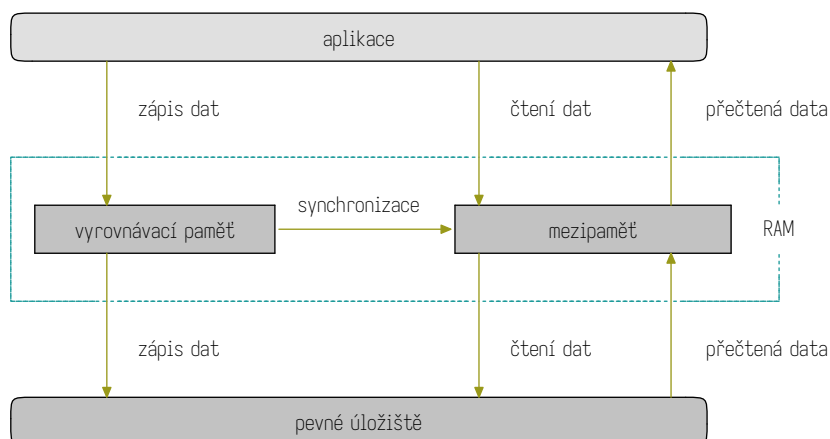 aplikace
zápis dat
čtení dat
přečtená data
synchronizace
vyrovnávací paměť
mezipaměť
RAM
zápis dat
čtení dat
přečtená data
pevné úložiště